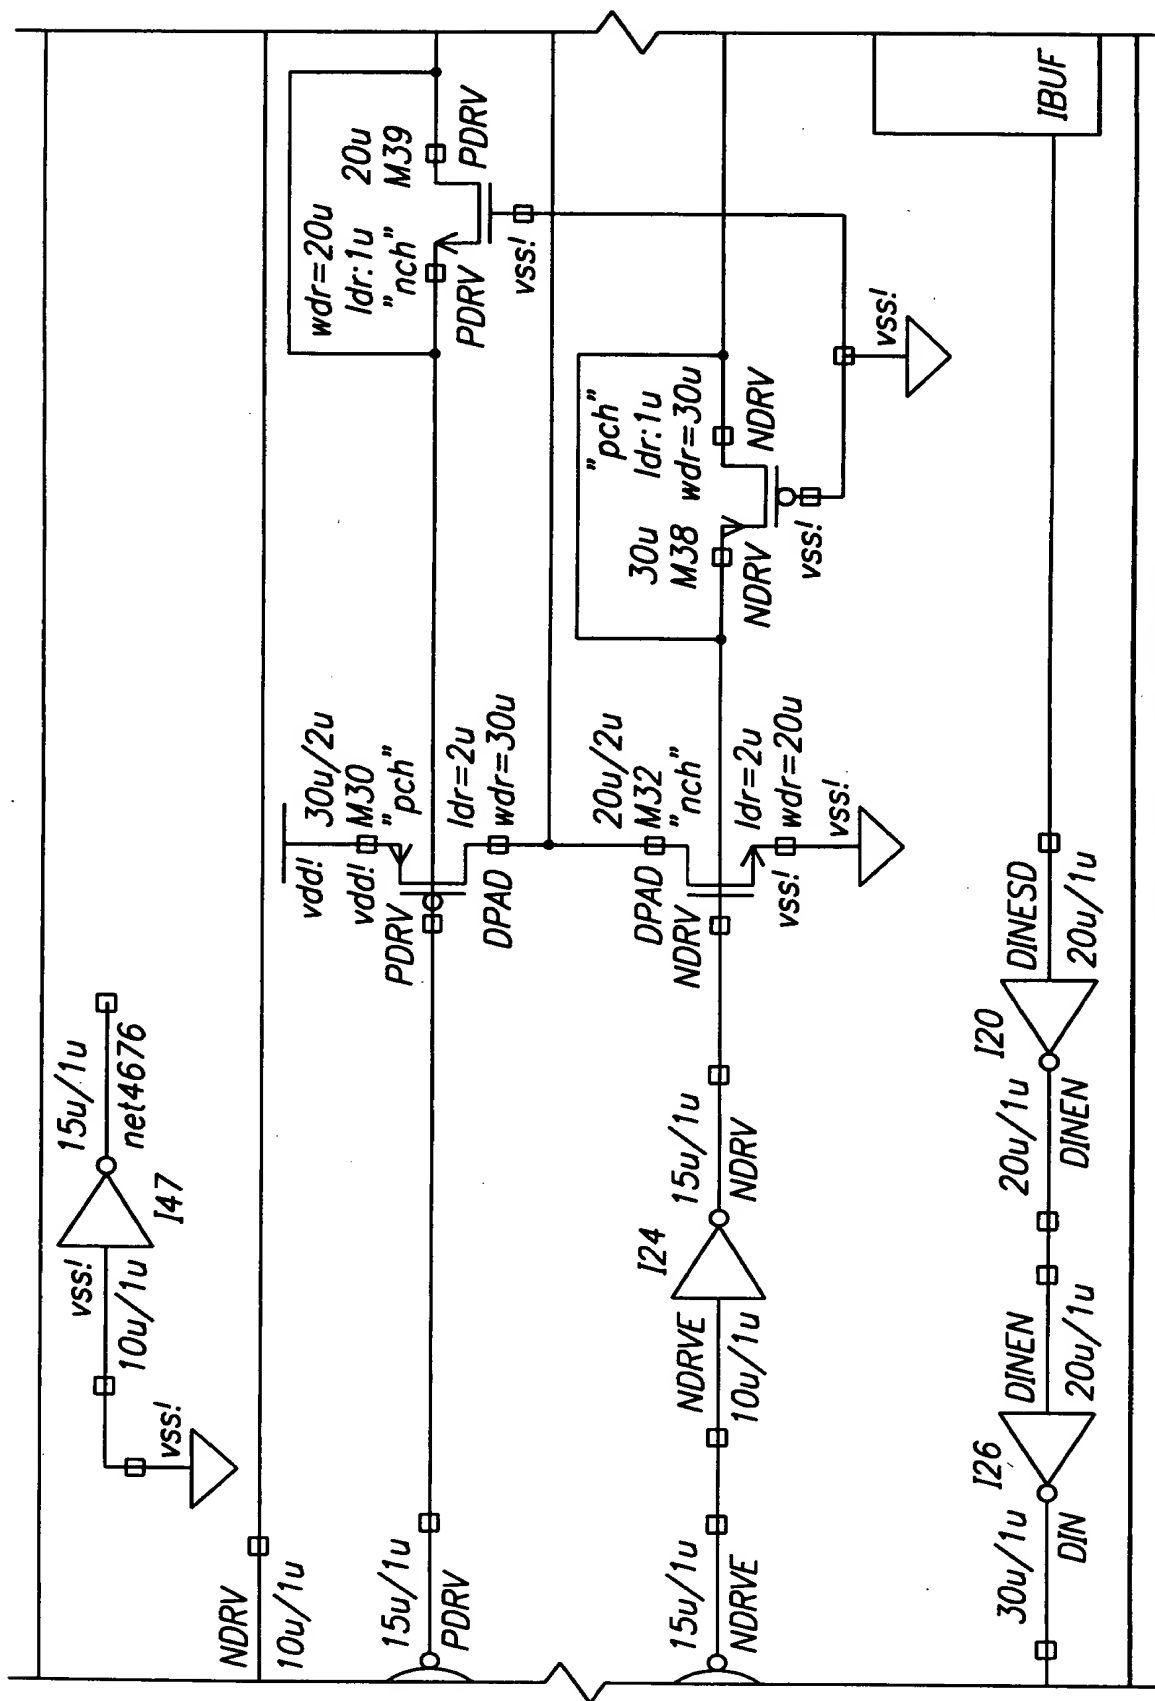 vss!
10u/1u
vss!
I47
15u/1u
net4676
NDRV
10u/1u
15u/1u
PDRV
vdd!
vdd!
30u/2u
M30
"pch"
PDRV
DPAD
ldr=2u
wdr=30u
wdr=20u
ldr:1u
"nch"
20u
M39
PDRV
PDRV
vss!
15u/1u
NDRVE
NDRVE
10u/1u
I24
15u/1u
NDRV
20u/2u
M32
"nch"
DPAD
NDRV
ldr=2u
wdr=20u
vss!
vss!
"pch"
ldr:1u
wdr=30u
30u
M38
NDRV
NDRV
vss!
vss!
30u/1u
DIN
I26
DINEN
20u/1u
20u/1u
DINEN
I20
DINESD
20u/1u
IBUF